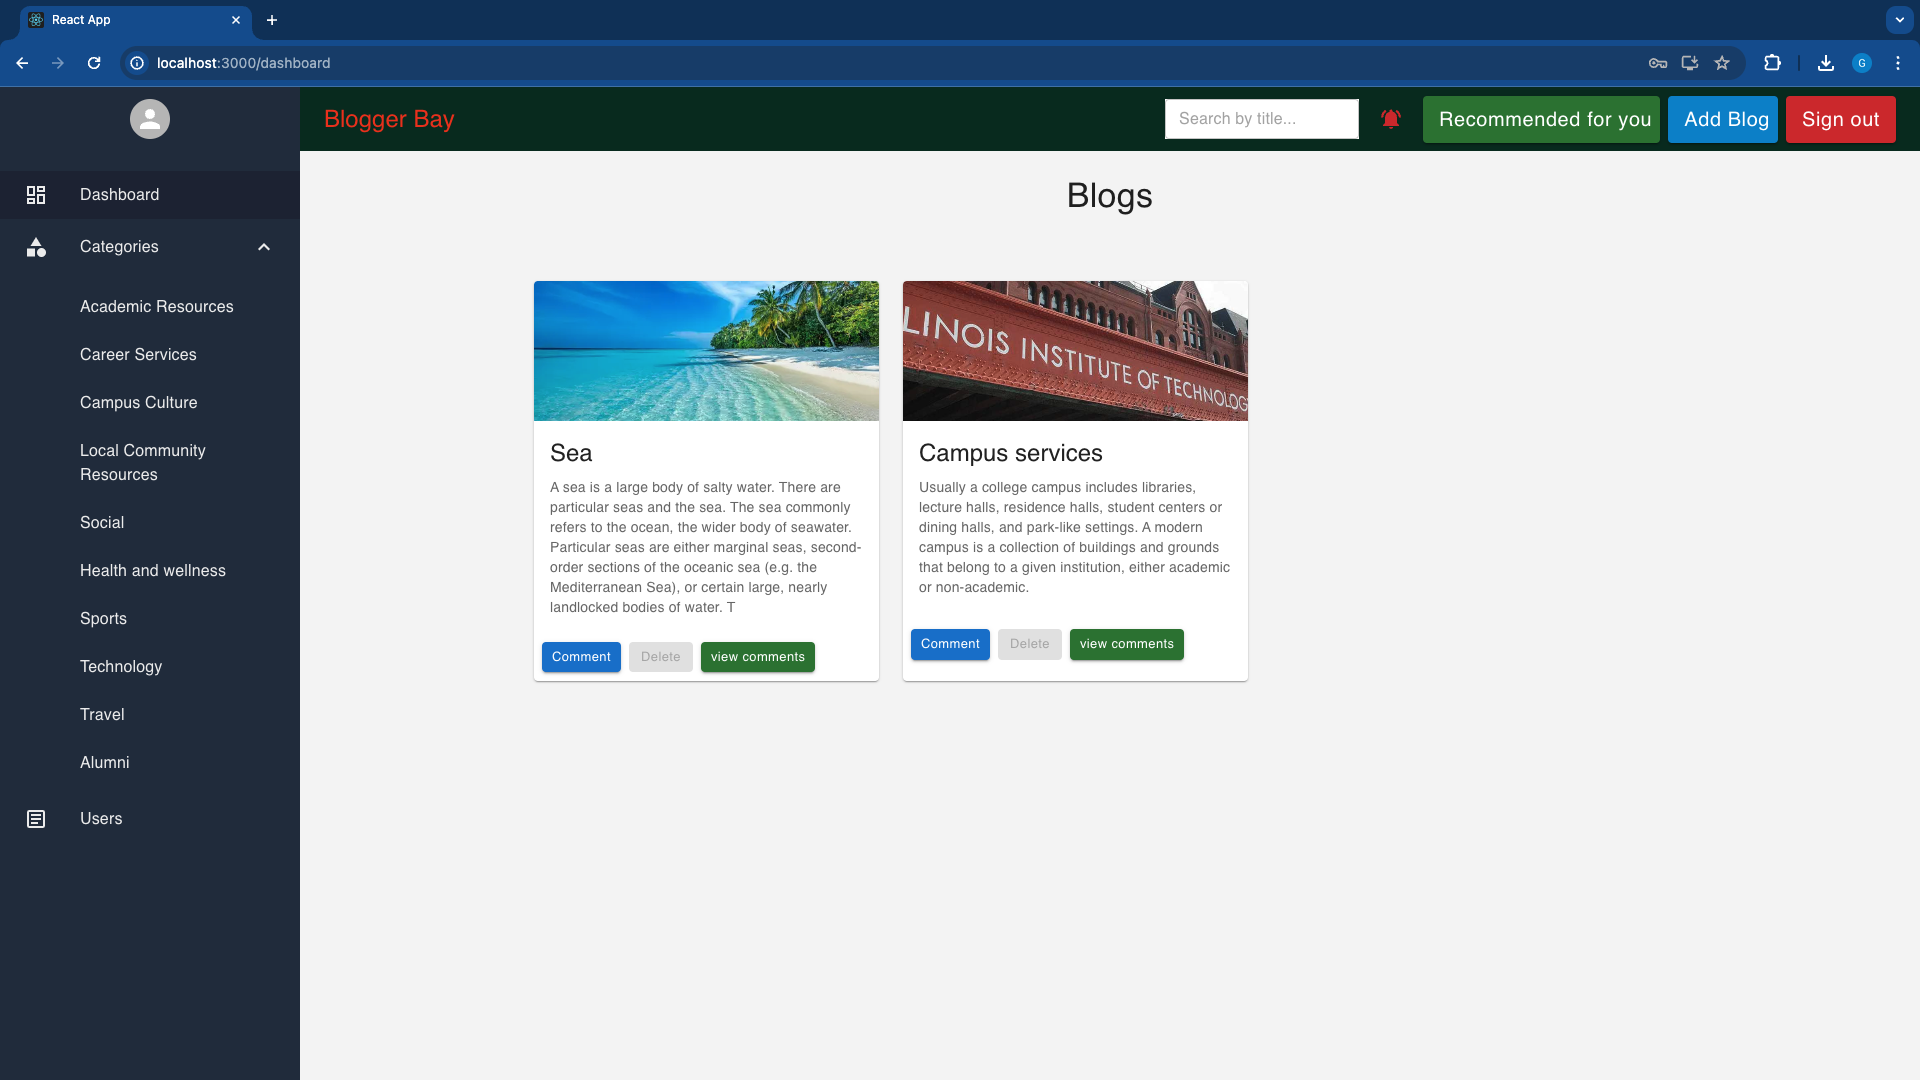 React App
localhost:3000/dashboard
G
Blogger Bay
Search by title...
Recommended for you
Add Blog
Sign out
Dashboard
Categories
Academic Resources
Career Services
Campus Culture
Local Community
Resources
Social
Health and wellness
Sports
Technology
Travel
Alumni
Users
Blogs
Sea
A sea is a large body of salty water. There are
particular seas and the sea. The sea commonly
refers to the ocean, the wider body of seawater.
Particular seas are either marginal seas, second-
order sections of the oceanic sea (e.g. the
Mediterranean Sea), or certain large, nearly
landlocked bodies of water. T
Comment
Delete
view comments
LINOIS INSTITUTE OF TECHNOLOG
Campus services
Usually a college campus includes libraries,
lecture halls, residence halls, student centers or
dining halls, and park-like settings. A modern
campus is a collection of buildings and grounds
that belong to a given institution, either academic
or non-academic.
Comment
Delete
view comments